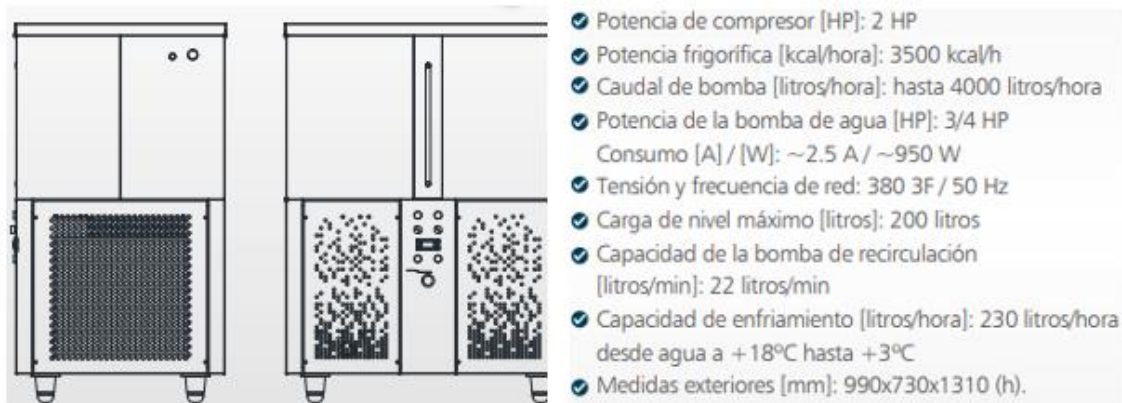 Potencia de compresor [HP]: 2 HP
Potencia frigorífica [kcal/hora]: 3500 kcal/h
Caudal de bomba [litros/hora]: hasta 4000 litros/hora
Potencia de la bomba de agua [HP]: 3/4 HP
Consumo [A] / [W]: ~2.5 A / ~950 W
Tensión y frecuencia de red: 380 3F / 50 Hz
Carga de nivel máximo [litros]: 200 litros
Capacidad de la bomba de recirculación
[litros/min]: 22 litros/min
Capacidad de enfriamiento [litros/hora]: 230 litros/hora
desde agua a +18ºC hasta +3ºC
Medidas exteriores [mm]: 990x730x1310 (h).